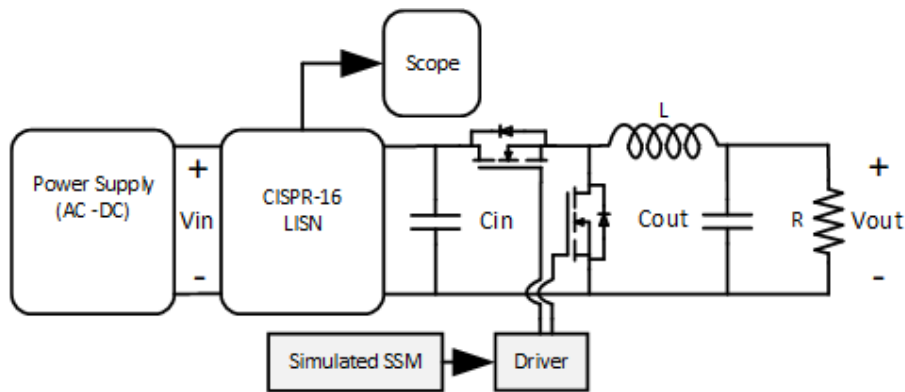 Scope
L
Power Supply
(AC -DC)
+
Vin
-
CISPR-16
LISN
Cin
Cout
R
+
Vout
-
Simulated SSM
Driver